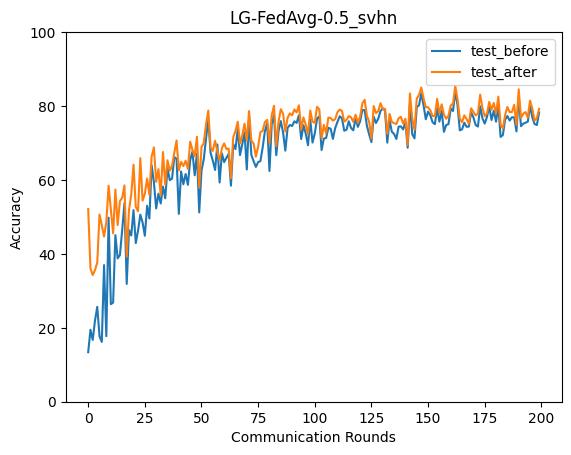 LG-FedAvg-0.5_svhn
test_before
test_after
100
80
60
40
20
0
Accuracy
0 25 50 75 100 125 150 175 200
Communication Rounds